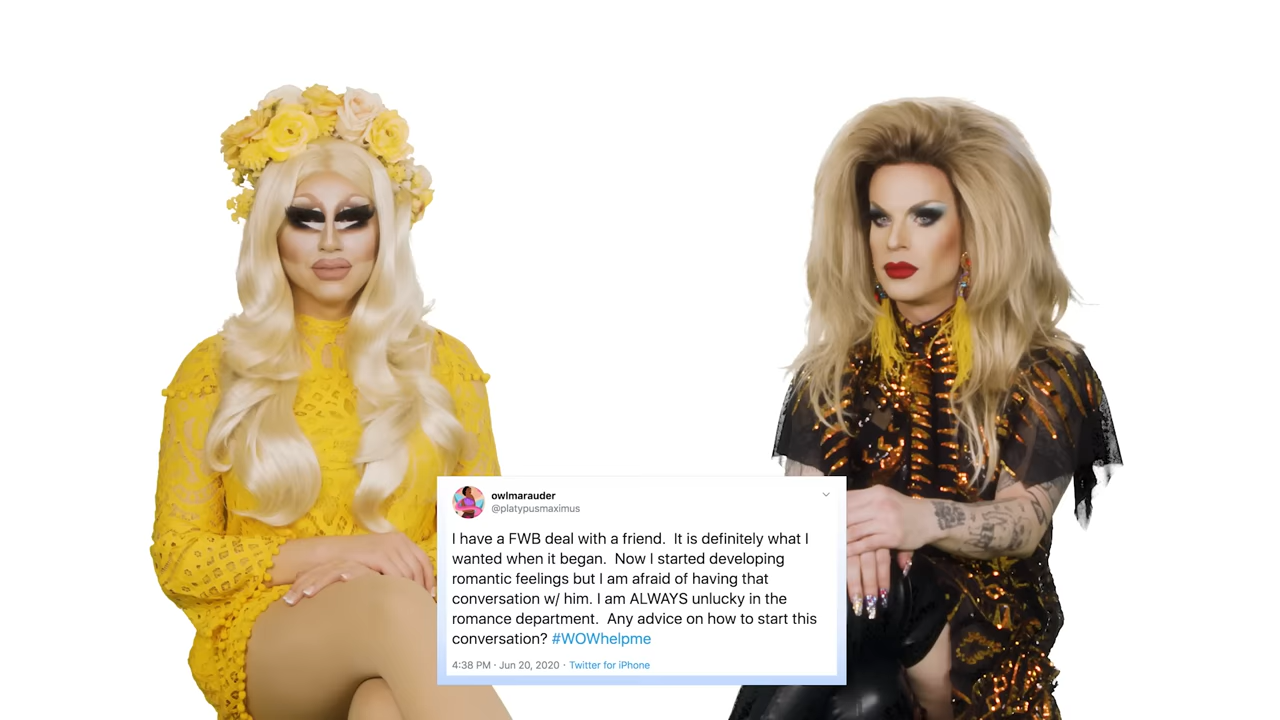 owlmarauder
@platypusmaximus
I have a FWB deal with a friend.  It is definitely what I
wanted when it began.  Now I started developing
romantic feelings but I am afraid of having that
conversation w/ him. I am ALWAYS unlucky in the
romance department.  Any advice on how to start this
conversation? #WOWhelpme
4:38 PM · Jun 20, 2020 · Twitter for iPhone